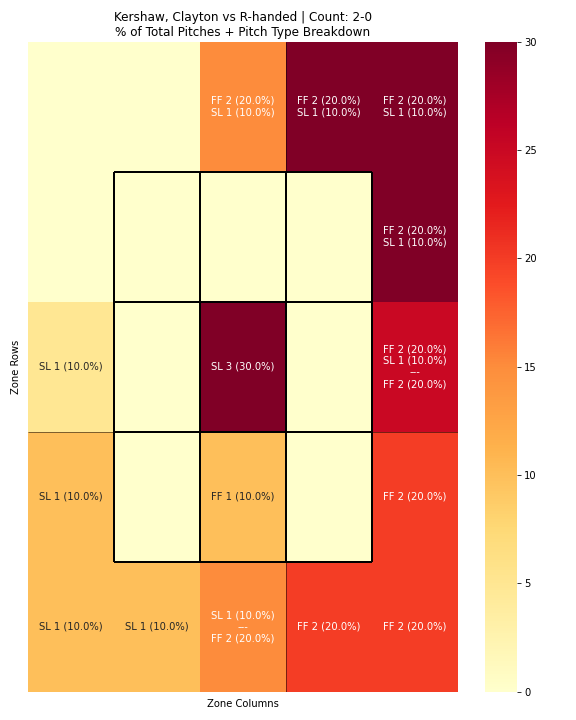 Kershaw, Clayton vs R-handed | Count: 2-0
% of Total Pitches + Pitch Type Breakdown
FF 2 (20.0%)
SL 1 (10.0%)
FF 2 (20.0%)
SL 1 (10.0%)
FF 2 (20.0%)
SL 1 (10.0%)
FF 2 (20.0%)
SL 1 (10.0%)
SL 1 (10.0%)
SL 3 (30.0%)
FF 2 (20.0%)
SL 1 (10.0%)
---
FF 2 (20.0%)
SL 1 (10.0%)
FF 1 (10.0%)
FF 2 (20.0%)
SL 1 (10.0%)
SL 1 (10.0%)
SL 1 (10.0%)
---
FF 2 (20.0%)
FF 2 (20.0%)
FF 2 (20.0%)
Zone Rows
Zone Columns
30
25
20
15
10
5
0